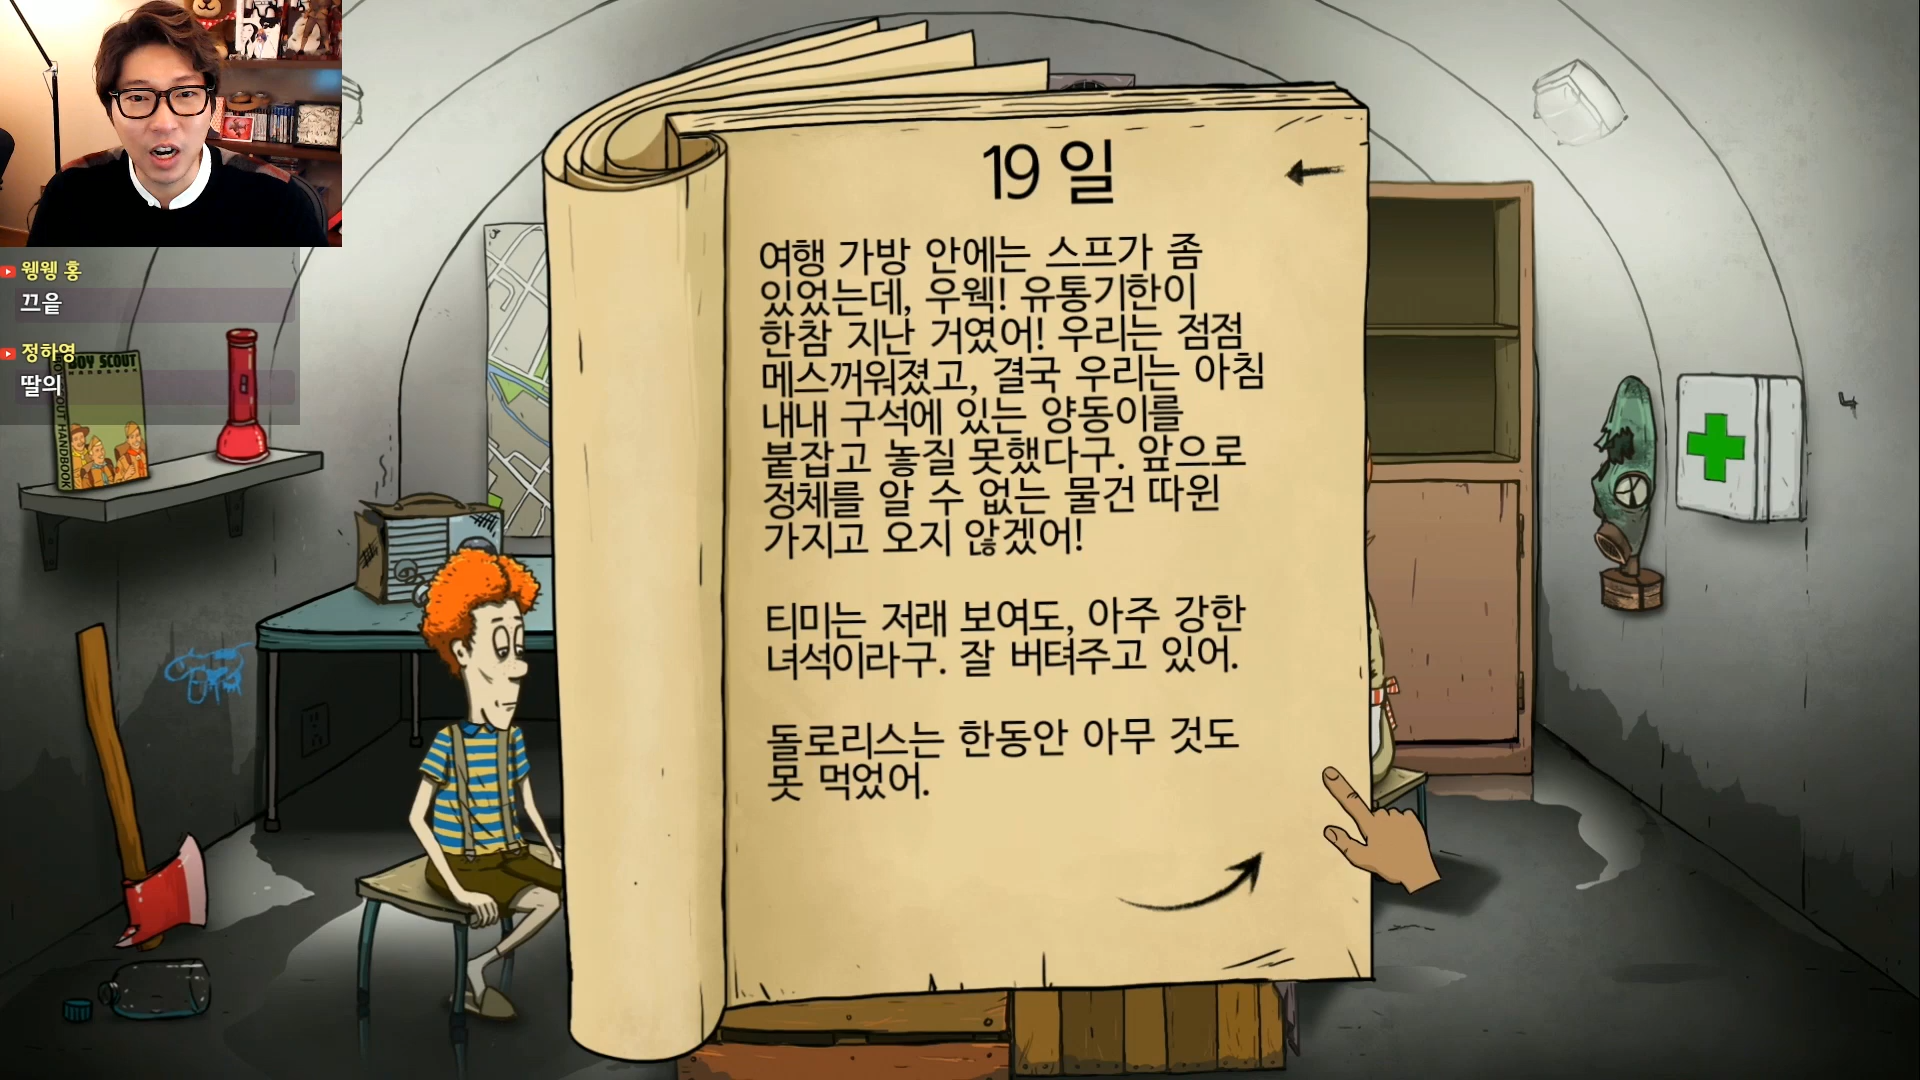 웽웽 홍
끄읕
정하영
딸의
BOY SCOUT
HANDBOOK
19 일
여행 가방 안에는 스프가 좀
있었는데, 우웩! 유통기한이
한참 지난 거였어! 우리는 점점
메스꺼워졌고, 결국 우리는 아침
내내 구석에 있는 양동이를
붙잡고 놓질 못했다구. 앞으로
정체를 알 수 없는 물건 따윈
가지고 오지 않겠어!
티미는 저래 보여도, 아주 강한
녀석이라구. 잘 버텨주고 있어.
돌로리스는 한동안 아무 것도
못 먹었어.